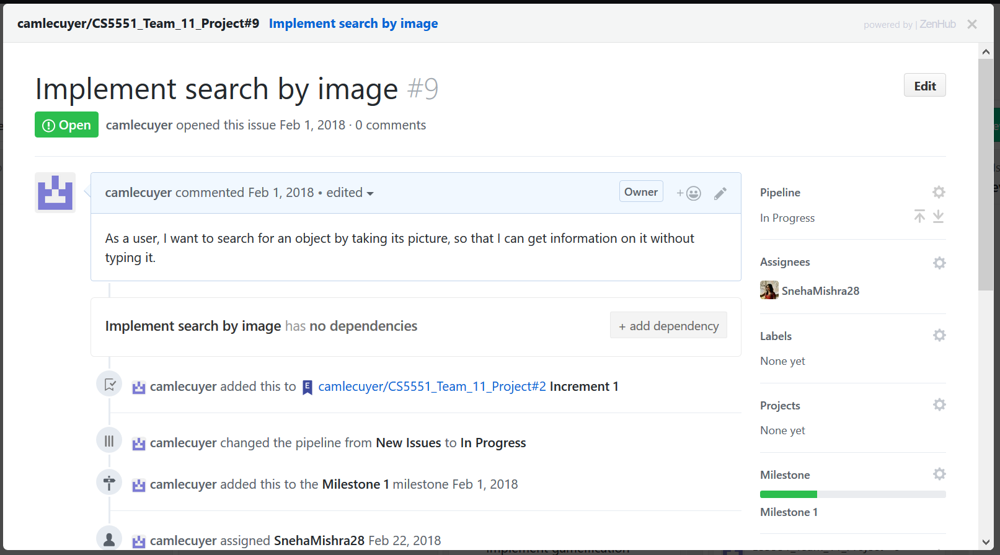 camlecuyer/CS5551_Team_11_Project#9 Implement search by image powered by | ZenHub
Implement search by image #9
Edit
Open camlecuyer opened this issue Feb 1, 2018 · 0 comments
camlecuyer commented Feb 1, 2018 • edited Owner
As a user, I want to search for an object by taking its picture, so that I can get information on it without
typing it.
Implement search by image has no dependencies + add dependency
E camlecuyer added this to camlecuyer/CS5551_Team_11_Project#2 Increment 1
camlecuyer changed the pipeline from New Issues to In Progress
camlecuyer added this to the Milestone 1 milestone Feb 1, 2018
camlecuyer assigned SnehaMishra28 Feb 22, 2018
Pipeline
In Progress
Assignees
SnehaMishra28
Labels
None yet
Projects
None yet
Milestone
Milestone 1